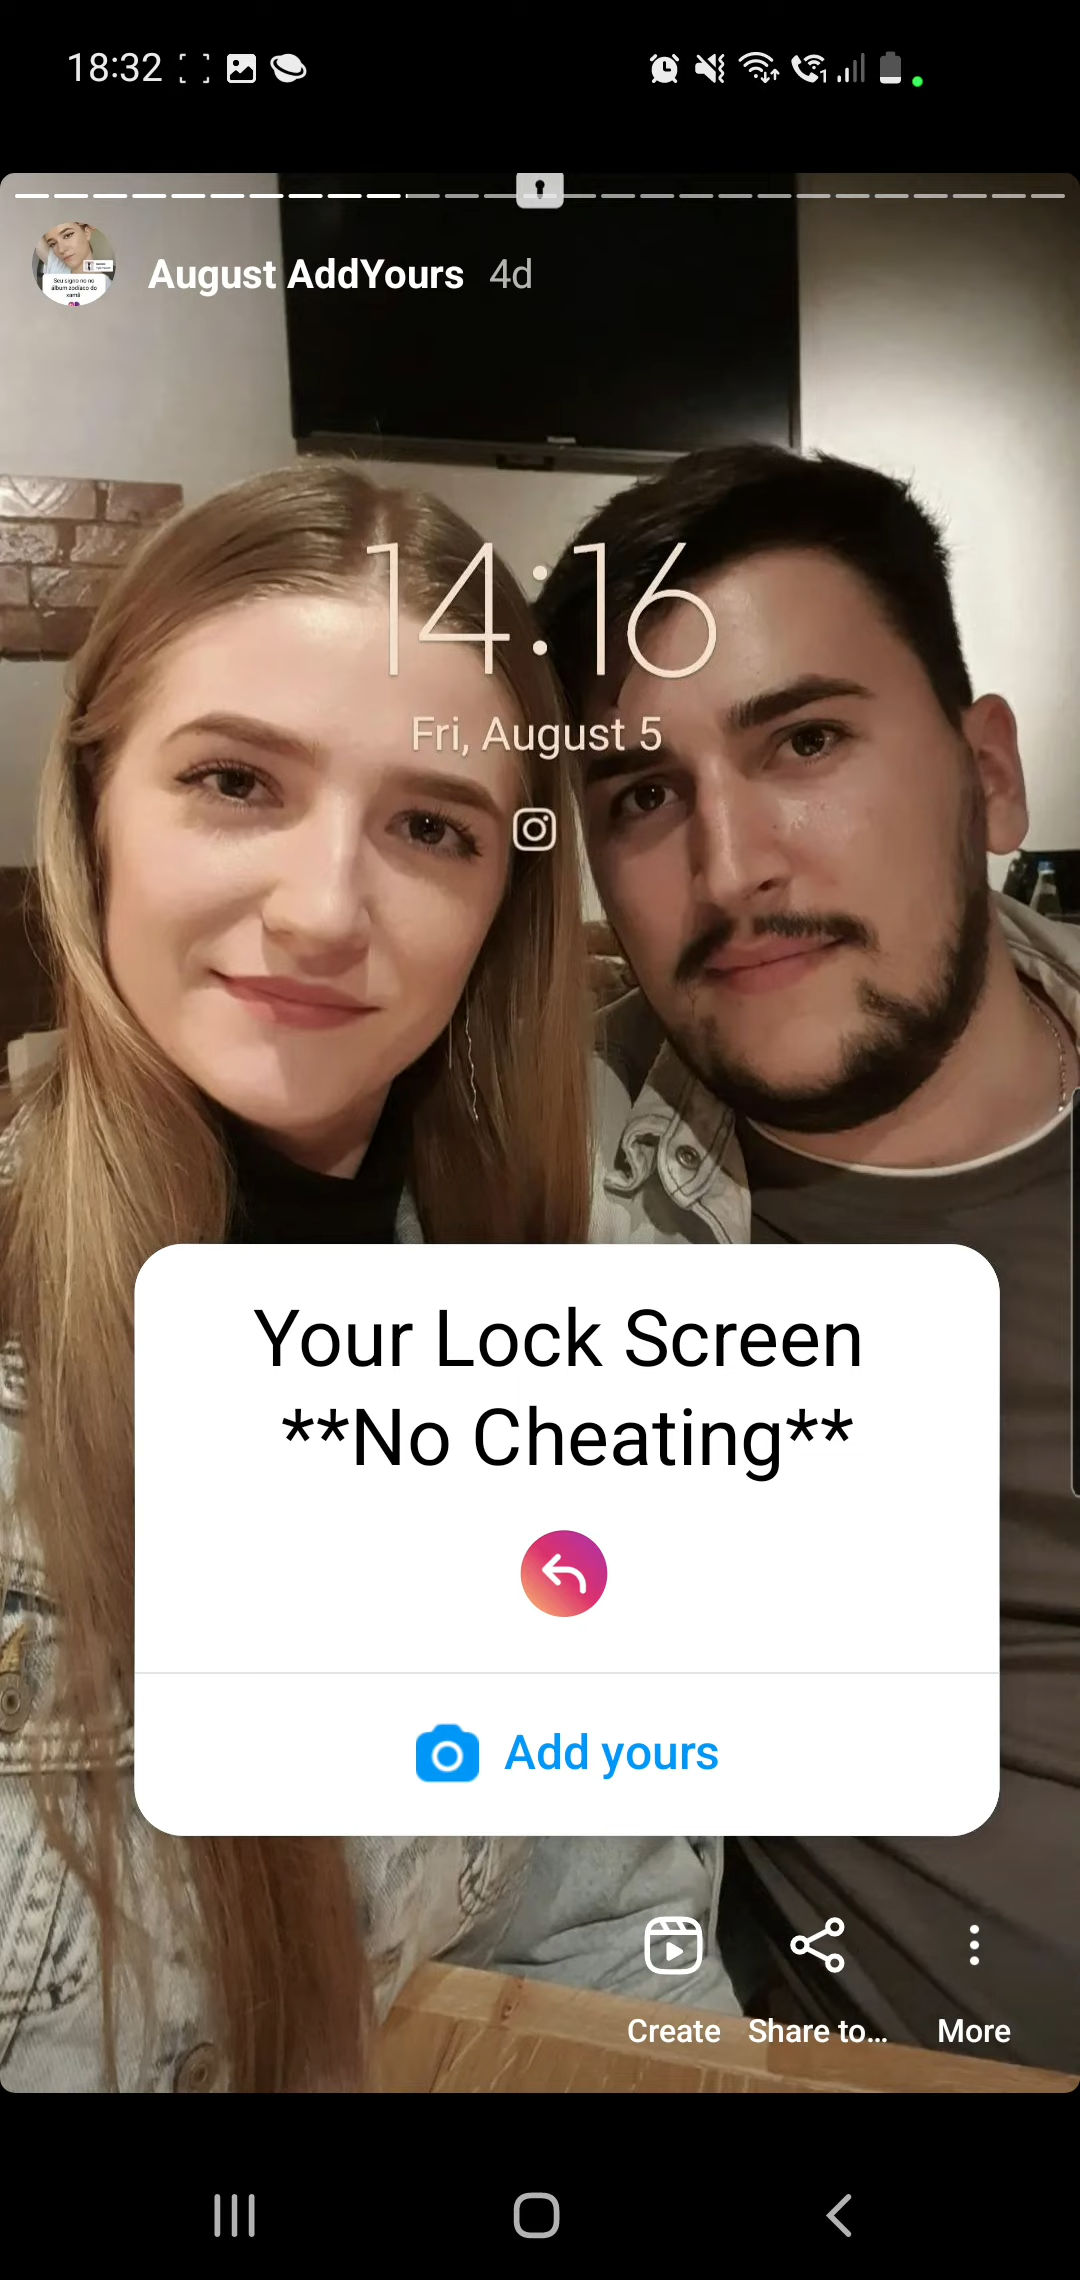 18:32
August AddYours 4d
14:16
Fri, August 5
Your Lock Screen
**No Cheating**
Add yours
Create Share to... More